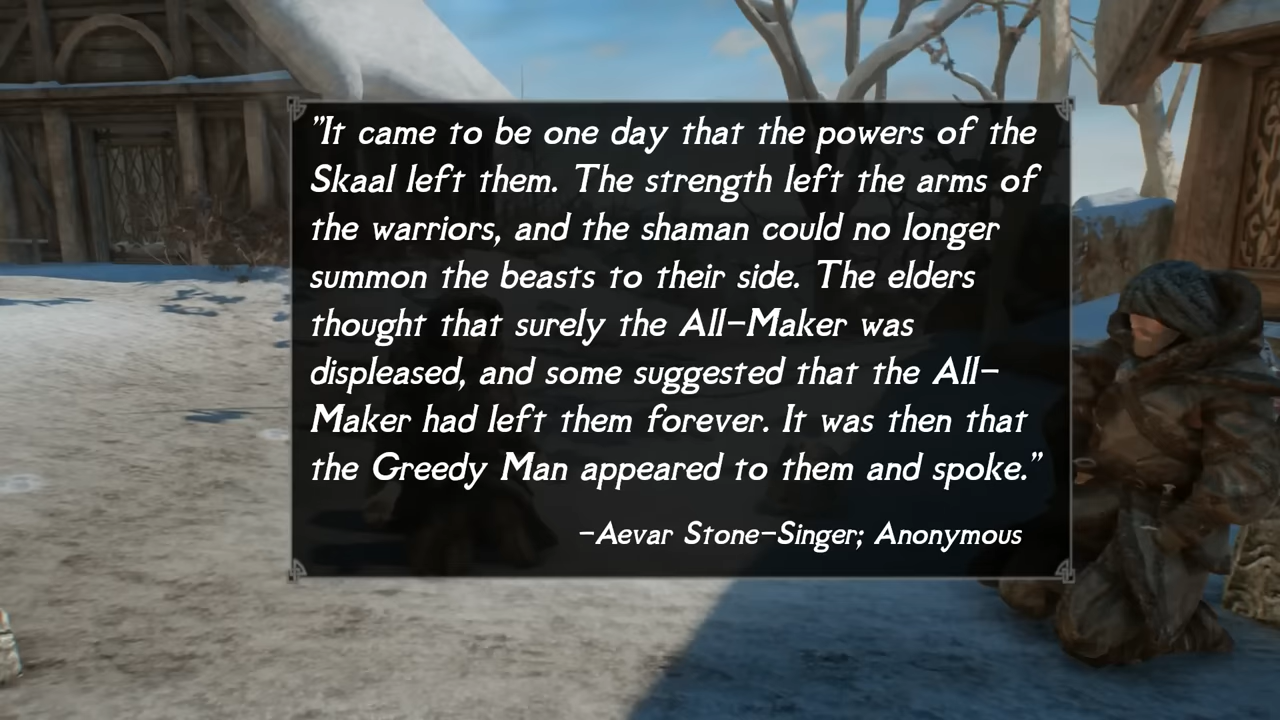 "It came to be one day that the powers of the
Skaal left them. The strength left the arms of
the warriors, and the shaman could no longer
summon the beasts to their side. The elders
thought that surely the All-Maker was
displeased, and some suggested that the All-
Maker had left them forever. It was then that
the Greedy Man appeared to them and spoke."
-Aevar Stone-Singer; Anonymous